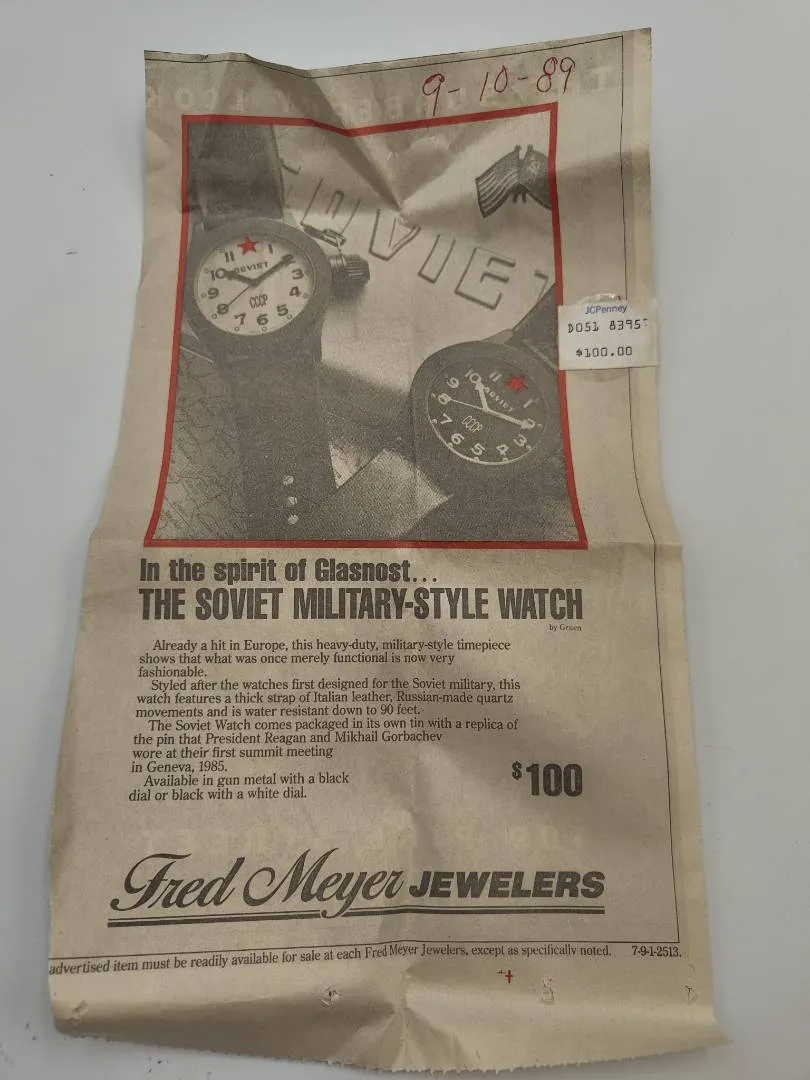 9-10-89
SOVIET
11 1
10 SOVIET
9 3
8 CCCP 4
7 6 5
JCPenney
D051 8395
$100.00
11 1
10 SOVIET
9 2
8 CCCP 3
7 6 5 4
In the spirit of Glasnost...
THE SOVIET MILITARY-STYLE WATCH
by Gruen
Already a hit in Europe, this heavy-duty, military-style timepiece
shows that what was once merely functional is now very
fashionable.
Styled after the watches first designed for the Soviet military, this
watch features a thick strap of Italian leather, Russian-made quartz
movements and is water resistant down to 90 feet.
The Soviet Watch comes packaged in its own tin with a replica of
the pin that President Reagan and Mikhail Gorbachev
wore at their first summit meeting
in Geneva, 1985.
Available in gun metal with a black
dial or black with a white dial.
$100
Fred Meyer JEWELERS
advertised item must be readily available for sale at each Fred Meyer Jewelers, except as specifically noted. 7-9-1-2513.